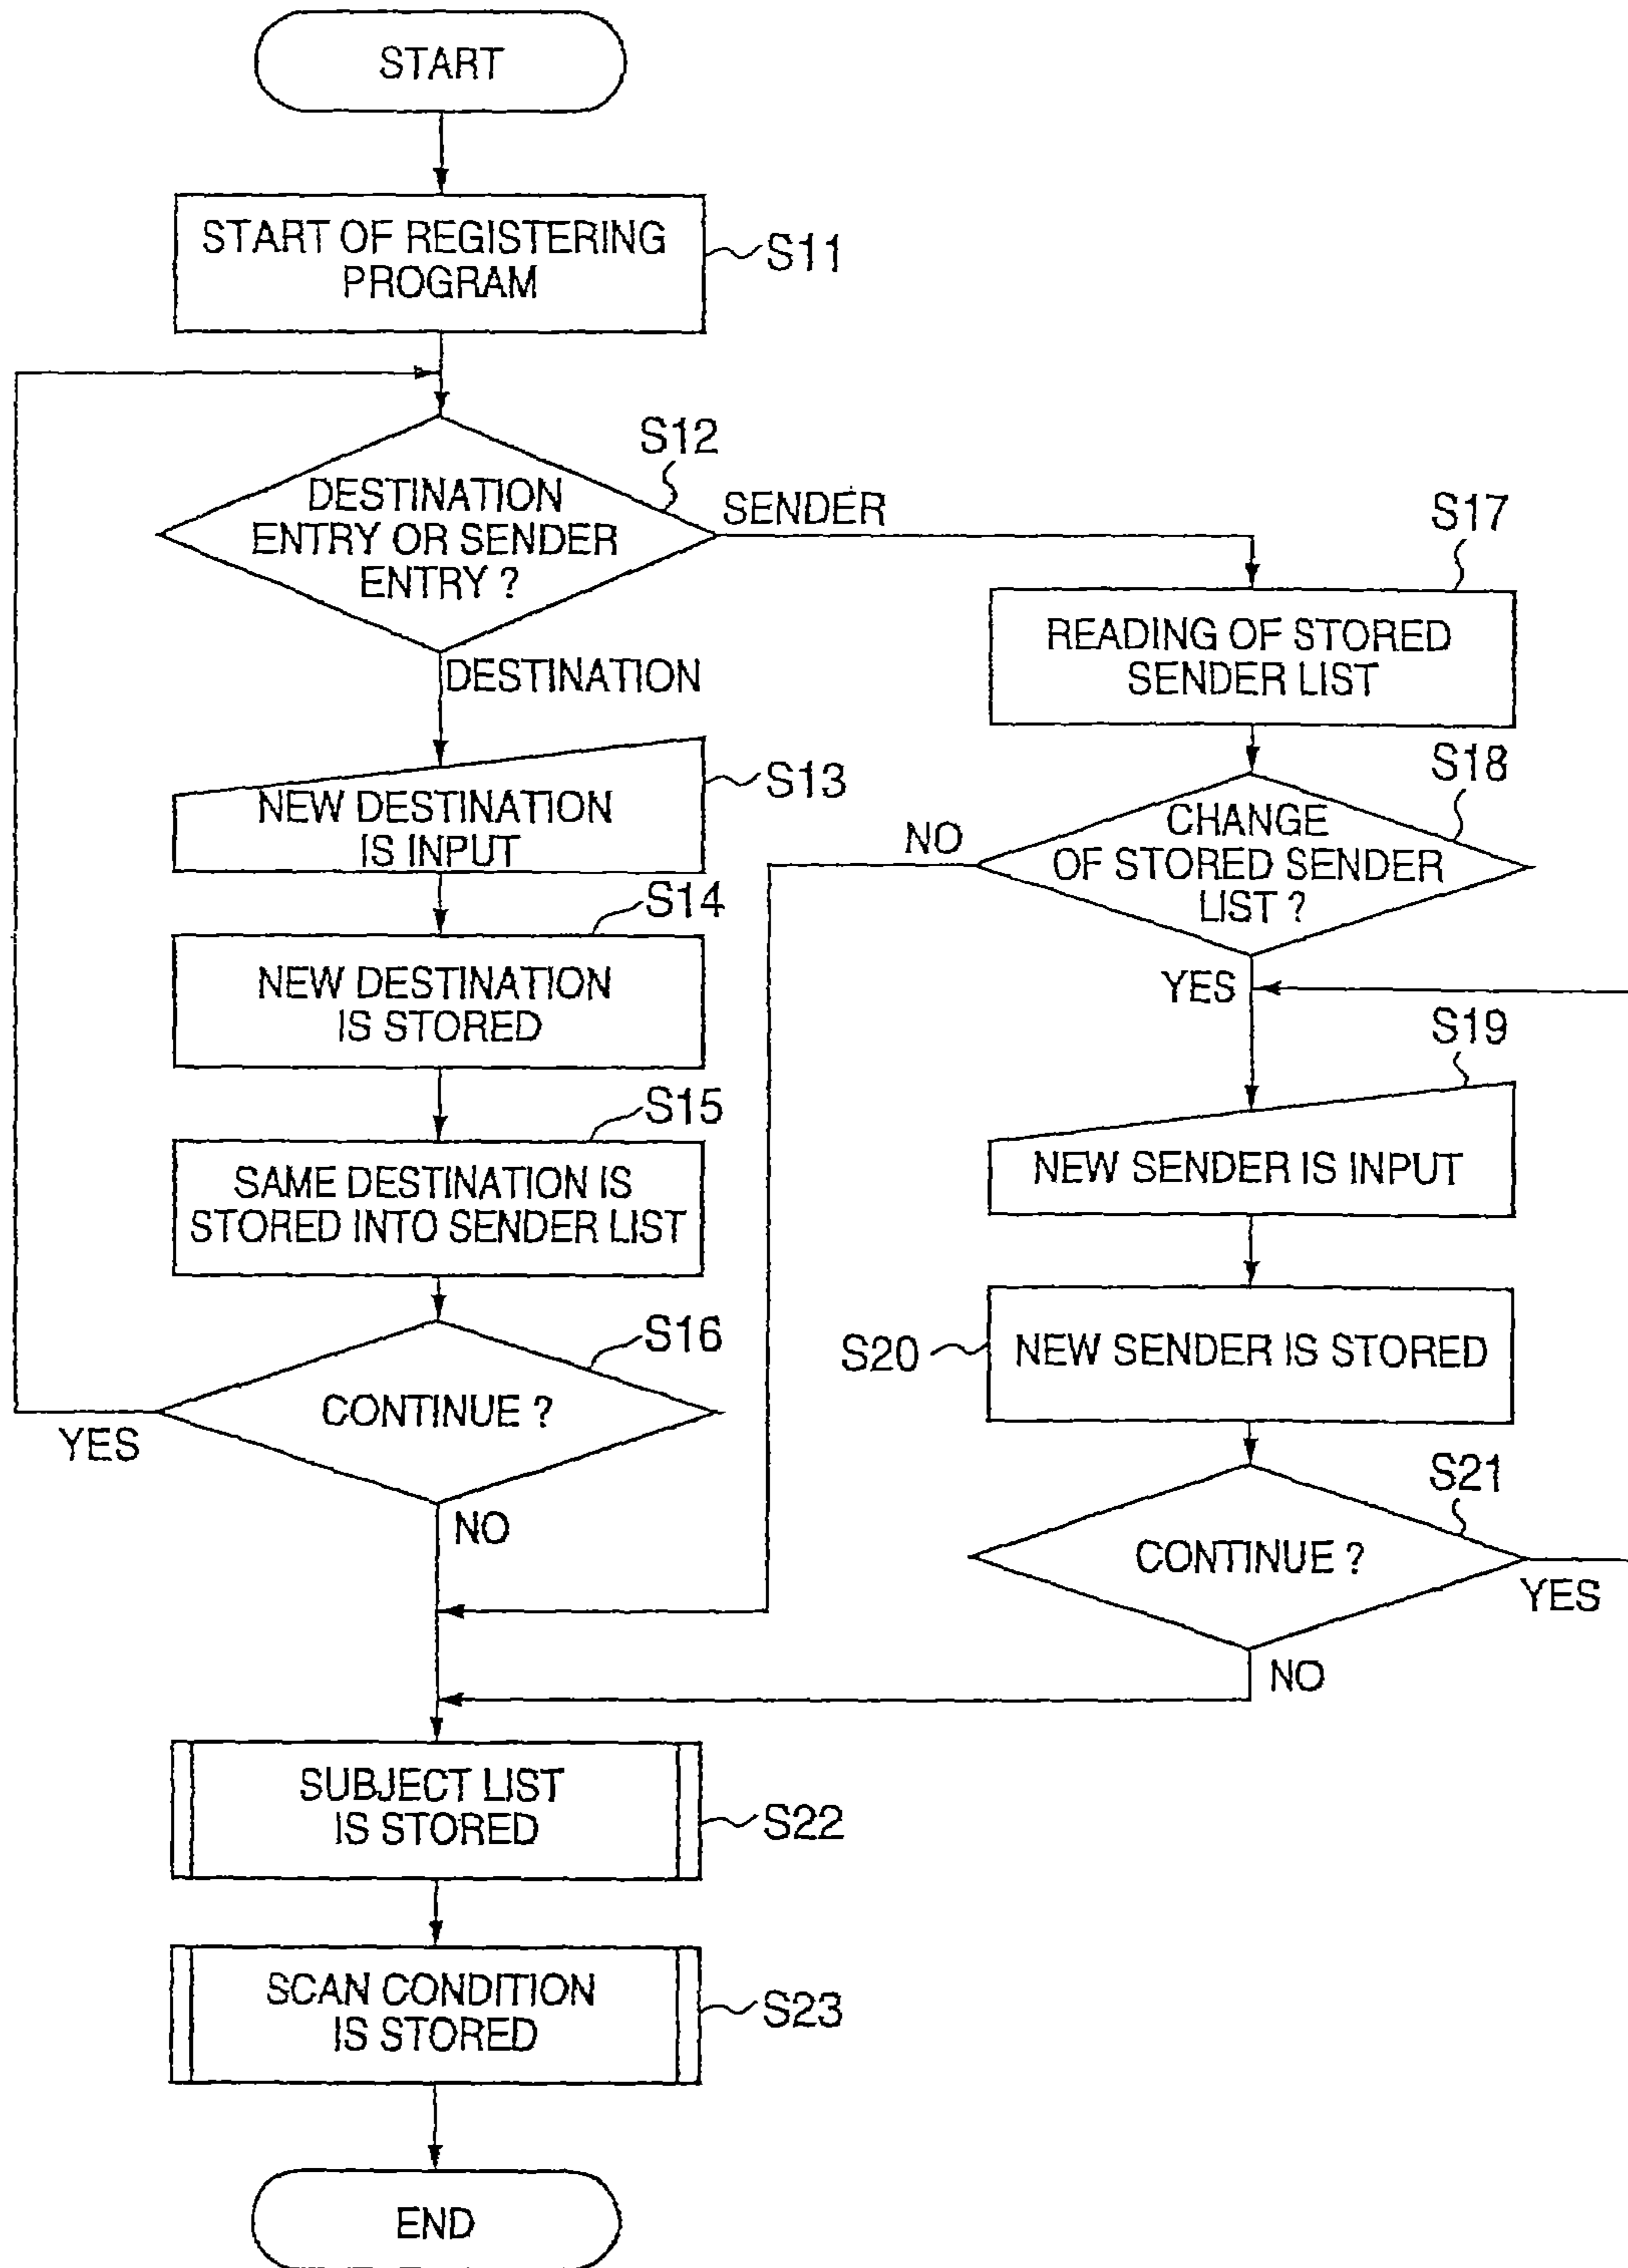 START
START OF REGISTERING
PROGRAM
S11
S12
DESTINATION
ENTRY OR SENDER
ENTRY ?
SENDER
DESTINATION
NEW DESTINATION
IS INPUT
S13
S14
NEW DESTINATION
IS STORED
S15
SAME DESTINATION IS
STORED INTO SENDER LIST
S16
CONTINUE ?
YES
NO
S17
READING OF STORED
SENDER LIST
S18
CHANGE
OF STORED SENDER
LIST ?
NO
YES
S19
NEW SENDER IS INPUT
S20
NEW SENDER IS STORED
S21
CONTINUE ?
YES
NO
SUBJECT LIST
IS STORED
S22
SCAN CONDITION
IS STORED
S23
END